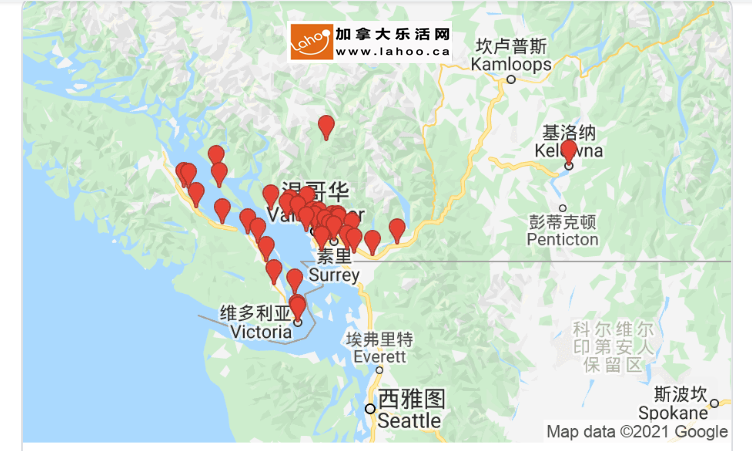 Lahoo
加拿大乐活网
www.lahoo.ca
坎卢普斯
Kamloops
基洛纳
Kelowna
温哥华
Vancouver
彭蒂克顿
Penticton
素里
Surrey
维多利亚
Victoria
埃弗里特
Everett
科尔维尔
印第安人
保留区
西雅图
Seattle
斯波坎
Spokane
Map data ©2021 Google